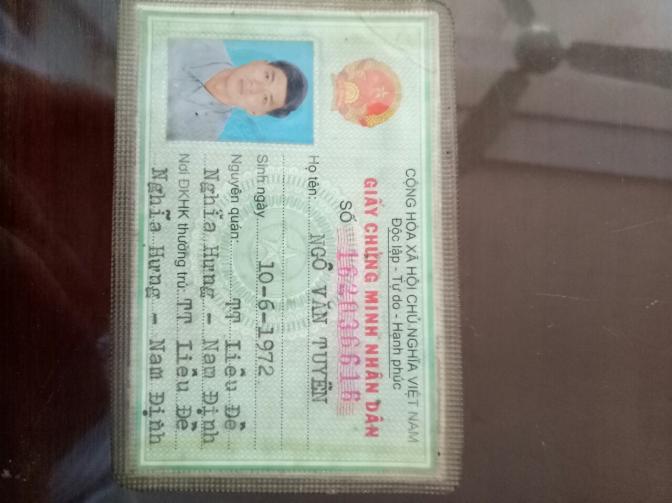 CỘNG HÒA XÃ HỘI CHỦ NGHĨA VIỆT NAM
Độc lập - Tự do - Hạnh phúc
GIẤY CHỨNG MINH NHÂN DÂN
SỐ 162036616
Họ tên: NGÔ VĂN TUYÊN
Sinh ngày 10-6-1972
Nguyên quán: TT Liễu Đề
Nghĩa Hưng - Nam Định
Nơi ĐKHK thường trú: TT Liễu Đề
Nghĩa Hưng - Nam Định